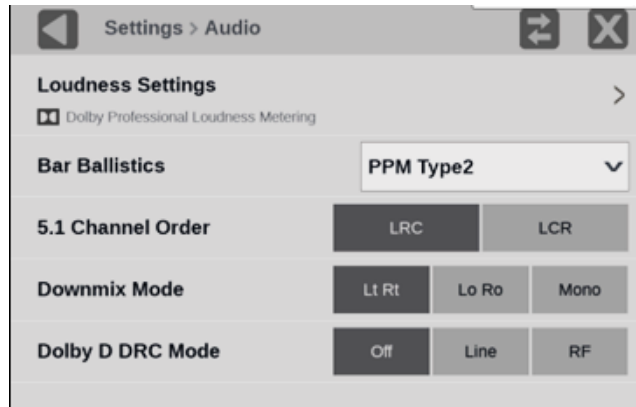 Settings > Audio
Loudness Settings
Dolby Professional Loudness Metering
Bar Ballistics PPM Type2
5.1 Channel Order LRC LCR
Downmix Mode Lt Rt Lo Ro Mono
Dolby D DRC Mode Off Line RF